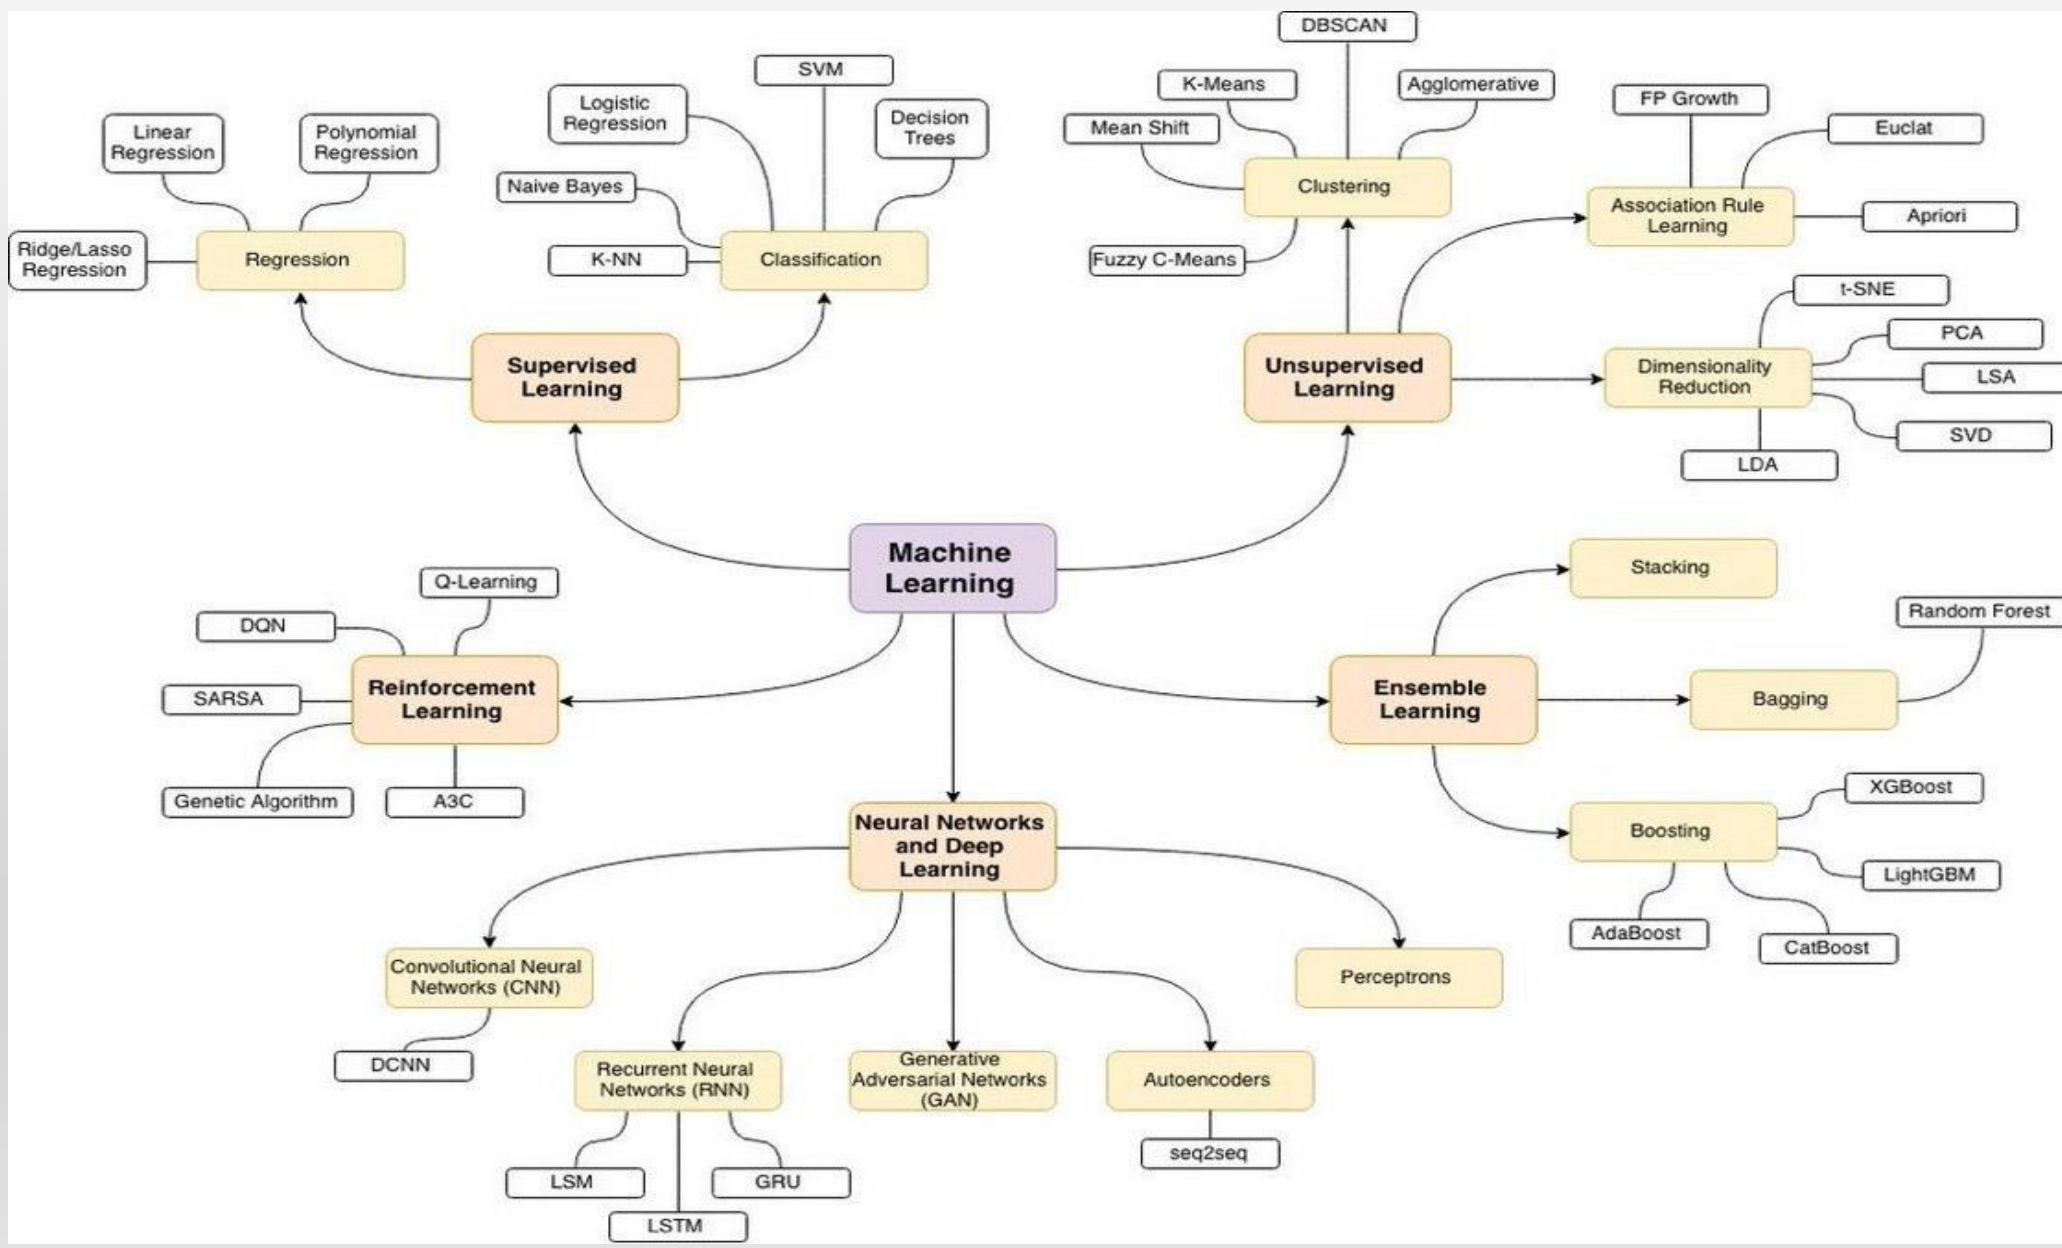 DBSCAN
SVM
K-Means
Agglomerative
FP Growth
Logistic
Regression
Linear
Regression
Polynomial
Regression
Decision
Trees
Mean Shift
Euclat
Naive Bayes
Clustering
Association Rule
Learning
Apriori
Ridge/Lasso
Regression
Regression
K-NN
Classification
Fuzzy C-Means
t-SNE
PCA
Supervised
Learning
Unsupervised
Learning
Dimensionality
Reduction
LSA
SVD
LDA
Machine
Learning
Stacking
Q-Learning
DQN
Random Forest
Reinforcement
Learning
SARSA
Ensemble
Learning
Bagging
Genetic Algorithm
A3C
XGBoost
Neural Networks
and Deep
Learning
Boosting
LightGBM
AdaBoost
CatBoost
Convolutional Neural
Networks (CNN)
Perceptrons
DCNN
Recurrent Neural
Networks (RNN)
Generative
Adversarial Networks
(GAN)
Autoencoders
seq2seq
LSM
GRU
LSTM